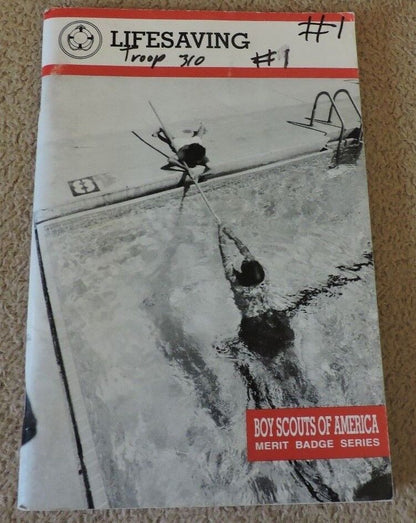 LIFESAVING
#1
Troop 310
#1
BOY SCOUTS OF AMERICA
MERIT BADGE SERIES